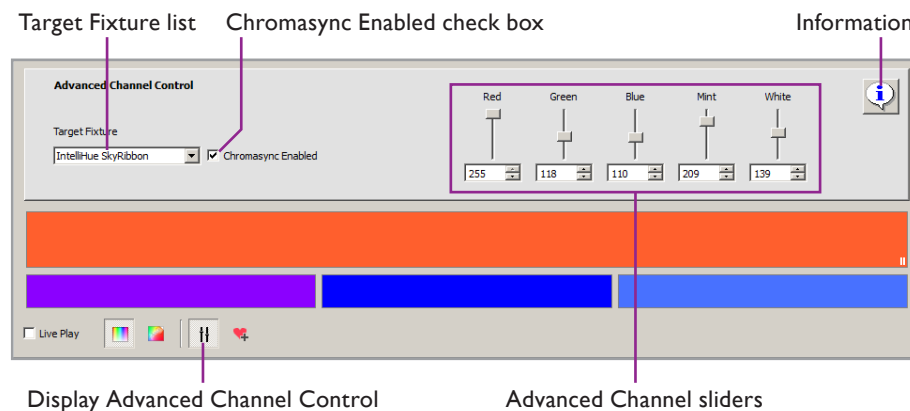 Target Fixture list Chromasync Enabled check box Information
Advanced Channel Control
Red Green Blue Mint White
Target Fixture
IntelliHue SkyRibbon Chromasync Enabled
255 118 110 209 139
Live Play
Display Advanced Channel Control Advanced Channel sliders